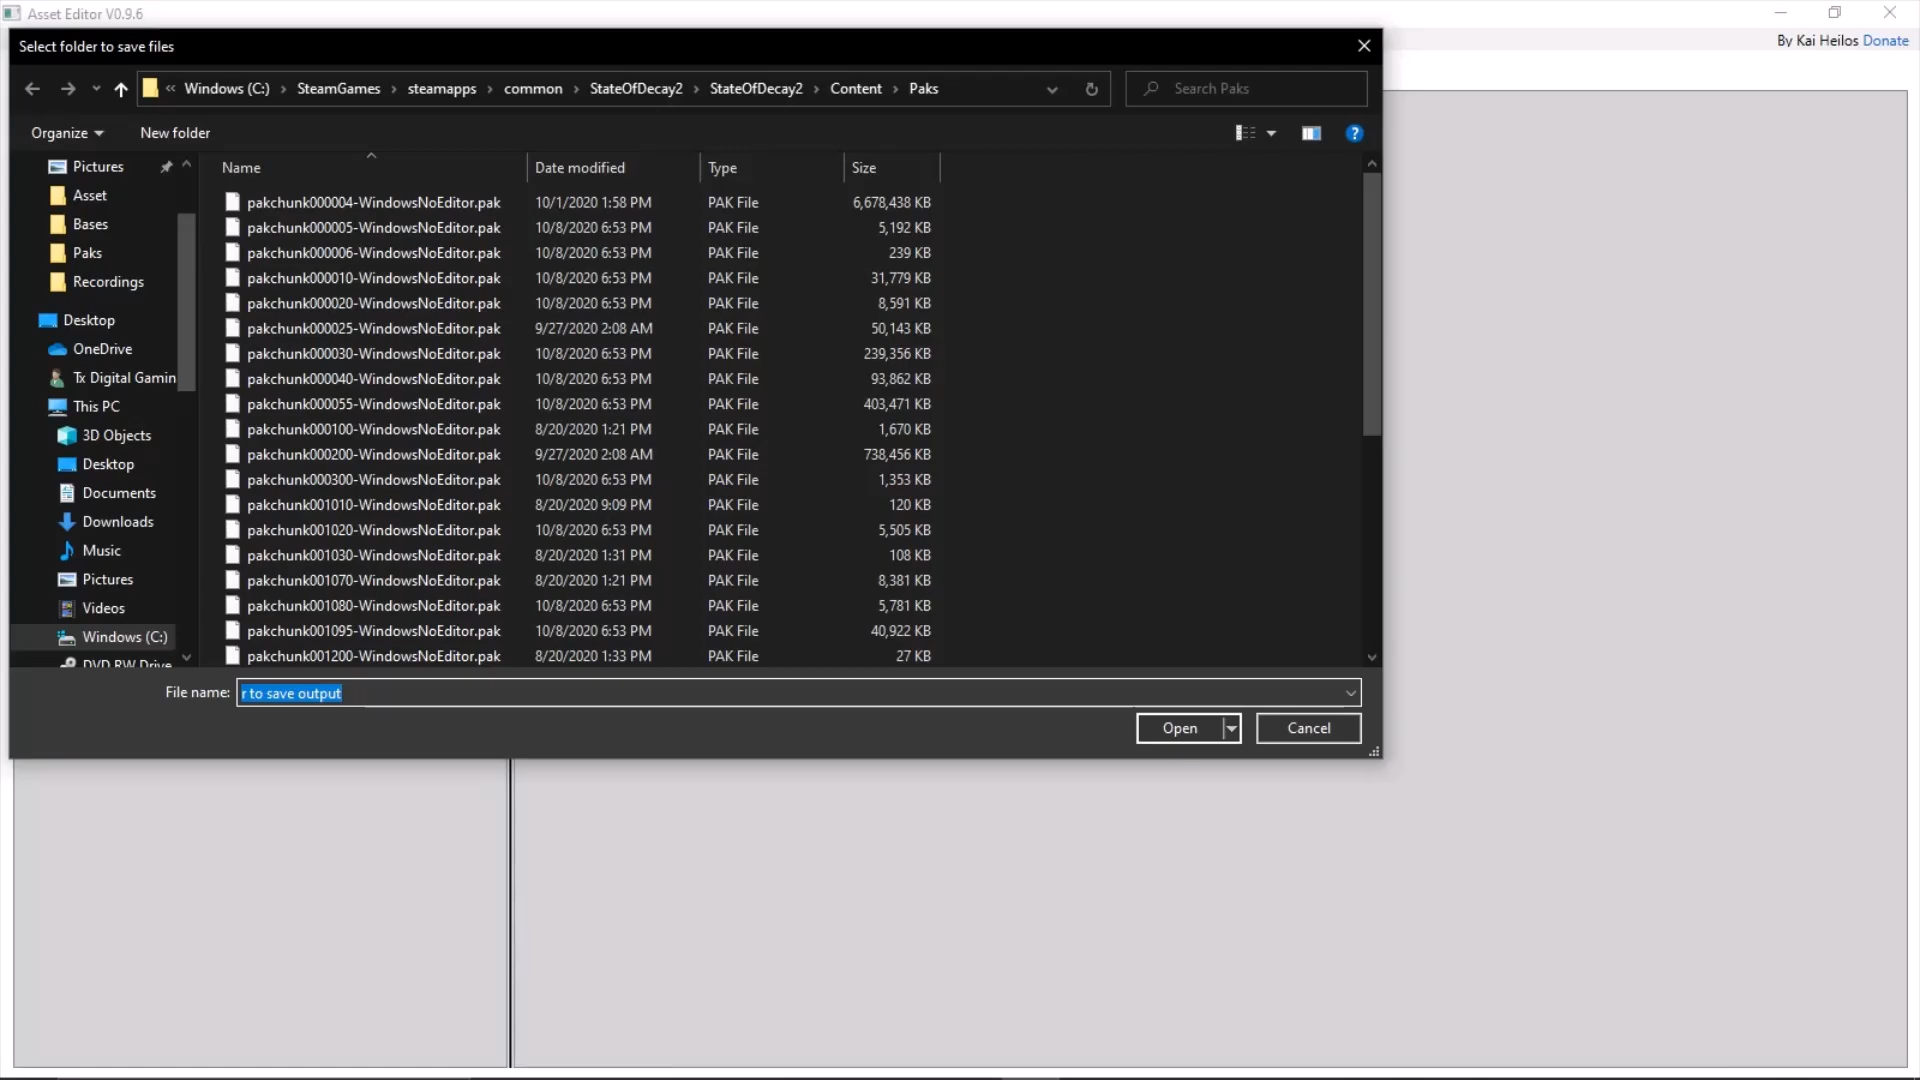 Asset Editor V0.9.6
By Kai Heilos Donate
Select folder to save files
« Windows (C:) › SteamGames › steamapps › common › StateOfDecay2 › StateOfDecay2 › Content › Paks
Search Paks
Organize New folder
Pictures
Asset
Bases
Paks
Recordings
Desktop
OneDrive
Tx Digital Gamin
This PC
3D Objects
Desktop
Documents
Downloads
Music
Pictures
Videos
Windows (C:)
DVD RW Drive
Name Date modified Type Size
pakchunk000004-WindowsNoEditor.pak 10/1/2020 1:58 PM PAK File 6,678,438 KB
pakchunk000005-WindowsNoEditor.pak 10/8/2020 6:53 PM PAK File 5,192 KB
pakchunk000006-WindowsNoEditor.pak 10/8/2020 6:53 PM PAK File 239 KB
pakchunk000010-WindowsNoEditor.pak 10/8/2020 6:53 PM PAK File 31,779 KB
pakchunk000020-WindowsNoEditor.pak 10/8/2020 6:53 PM PAK File 8,591 KB
pakchunk000025-WindowsNoEditor.pak 9/27/2020 2:08 AM PAK File 50,143 KB
pakchunk000030-WindowsNoEditor.pak 10/8/2020 6:53 PM PAK File 239,356 KB
pakchunk000040-WindowsNoEditor.pak 10/8/2020 6:53 PM PAK File 93,862 KB
pakchunk000055-WindowsNoEditor.pak 10/8/2020 6:53 PM PAK File 403,471 KB
pakchunk000100-WindowsNoEditor.pak 8/20/2020 1:21 PM PAK File 1,670 KB
pakchunk000200-WindowsNoEditor.pak 9/27/2020 2:08 AM PAK File 738,456 KB
pakchunk000300-WindowsNoEditor.pak 10/8/2020 6:53 PM PAK File 1,353 KB
pakchunk001010-WindowsNoEditor.pak 8/20/2020 9:09 PM PAK File 120 KB
pakchunk001020-WindowsNoEditor.pak 10/8/2020 6:53 PM PAK File 5,505 KB
pakchunk001030-WindowsNoEditor.pak 8/20/2020 1:31 PM PAK File 108 KB
pakchunk001070-WindowsNoEditor.pak 8/20/2020 1:21 PM PAK File 8,381 KB
pakchunk001080-WindowsNoEditor.pak 10/8/2020 6:53 PM PAK File 5,781 KB
pakchunk001095-WindowsNoEditor.pak 10/8/2020 6:53 PM PAK File 40,922 KB
pakchunk001200-WindowsNoEditor.pak 8/20/2020 1:33 PM PAK File 27 KB
File name: r to save output
Open Cancel